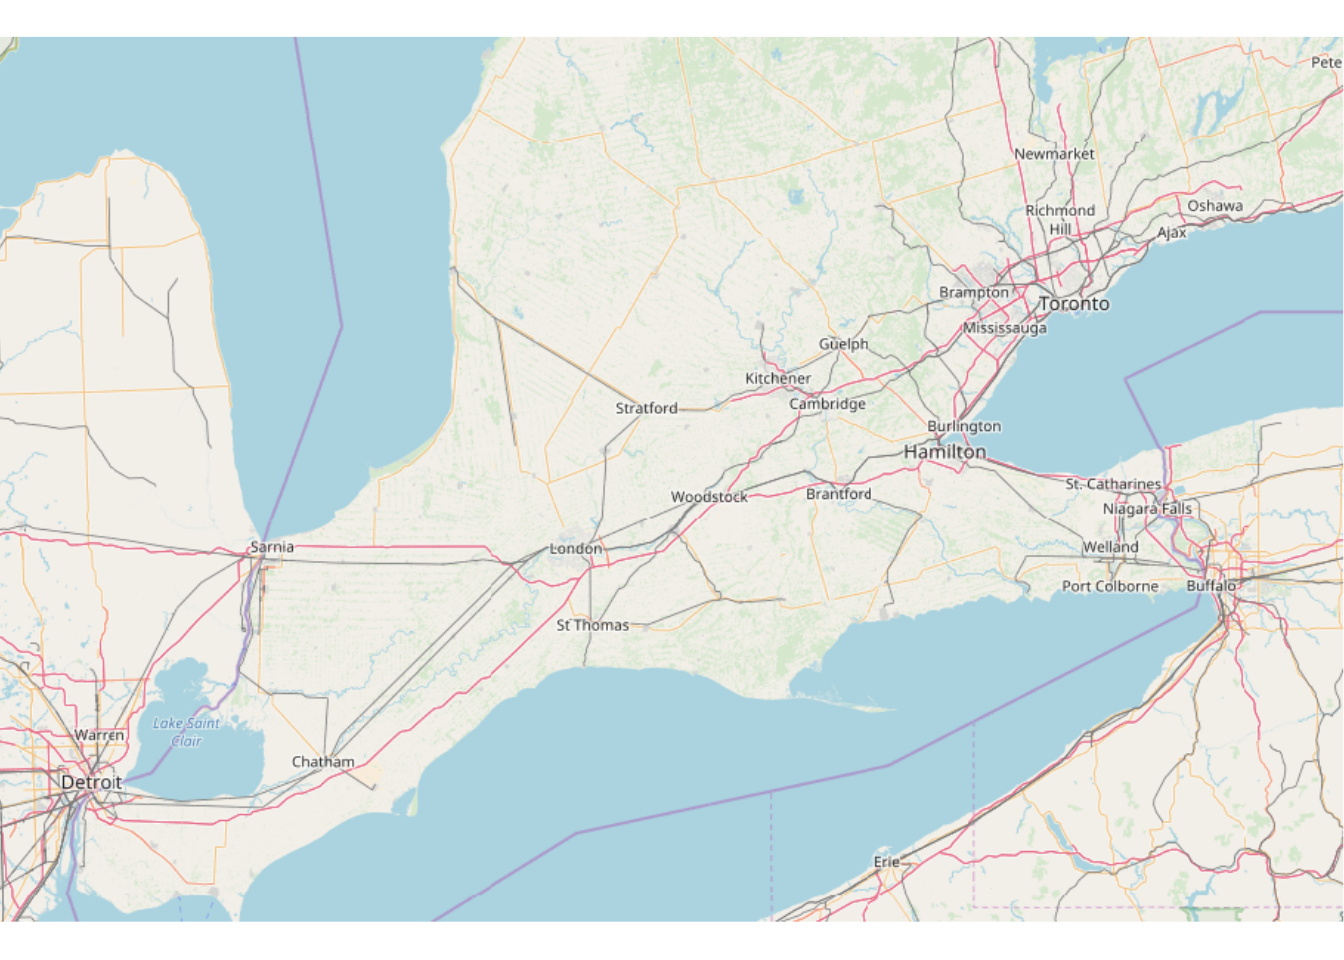 Pete
Newmarket
Richmond
Hill
Oshawa
Ajax
Brampton
Toronto
Mississauga
Guelph
Kitchener
Cambridge
Stratford
Burlington
Hamilton
St. Catharines
Woodstock
Brantford
Niagara Falls
Sarnia
London
Welland
Port Colborne
Buffalo
St Thomas
Lake Saint
Clair
Warren
Chatham
Detroit
Erie